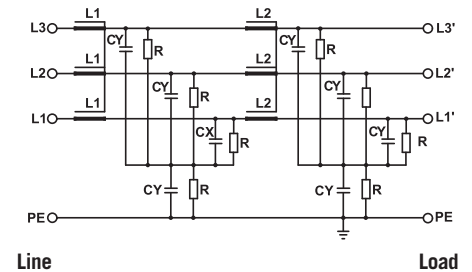 L1 L2
L3 CY R CY R L3'
L1 L2
L2 CY R CY L2'
L1 L2
L1 CX R CY R L1'
CY R CY R
PE PE
Line Load